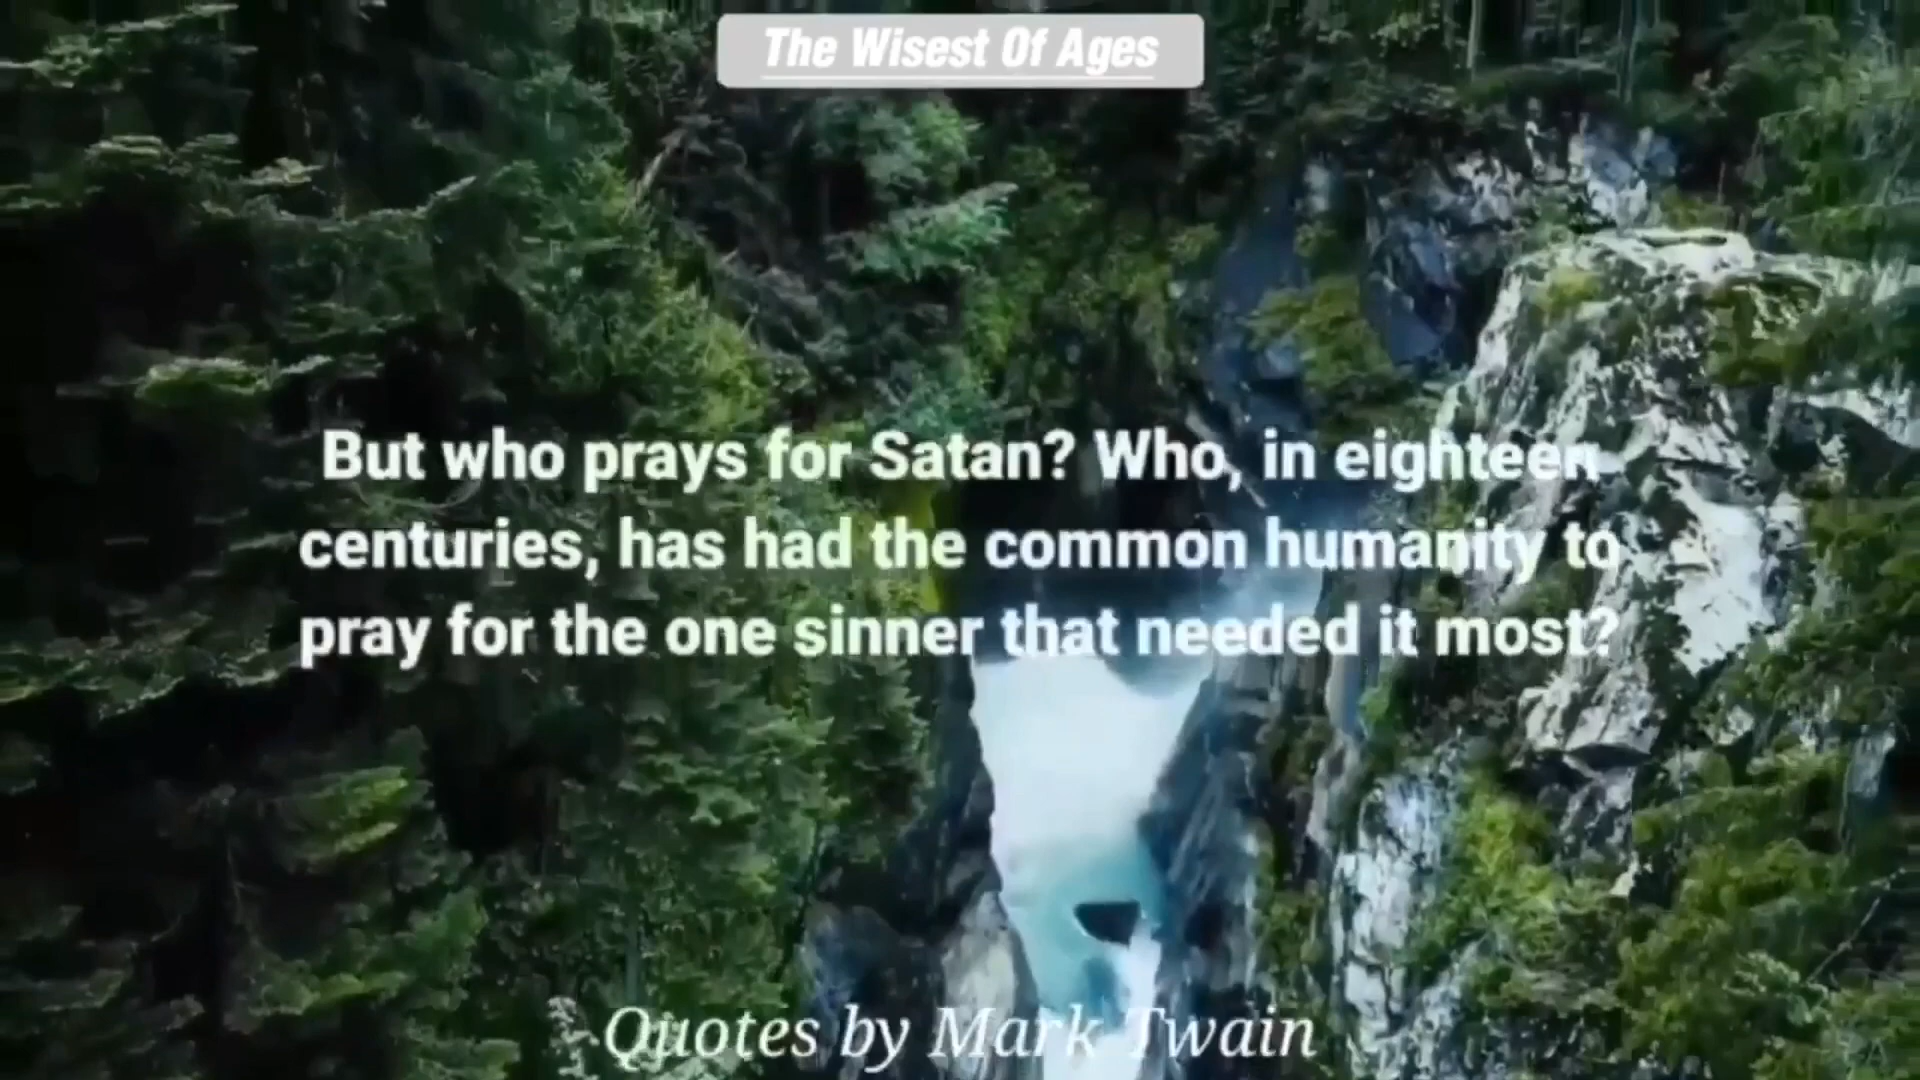 The Wisest Of Ages
But who prays for Satan? Who, in eighteen
centuries, has had the common humanity to
pray for the one sinner that needed it most?
Quotes by Mark Twain